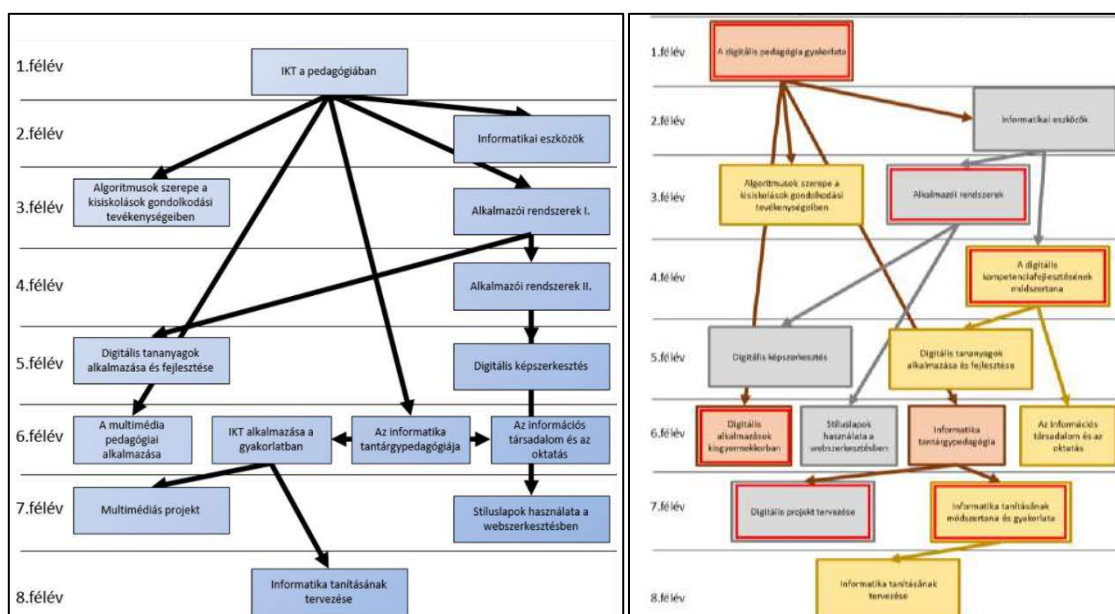 1.félév
IKT a pedagógiában
2.félév
Informatikai eszközök
3.félév
Algoritmusok szerepe a
kisiskolások gondolkodási
tevékenységeiben
Alkalmazói rendszerek I.
4.félév
Alkalmazói rendszerek II.
5.félév
Digitális tananyagok
alkalmazása és fejlesztése
Digitális képszerkesztés
6.félév
A multimédia
pedagógiai
alkalmazása
IKT alkalmazása a
gyakorlatban
Az informatika
tantárgypedagógiája
Az információs
társadalom és az
oktatás
7.félév
Multimédiás projekt
Stíluslapok használata a
webszerkesztésben
8.félév
Informatika tanításának
tervezése
1.félév
A digitális pedagógia gyakorlata
2.félév
Informatikai eszközök
3.félév
Algoritmusok szerepe a
kisiskolások gondolkodási
tevékenységeiben
Alkalmazói rendszerek
4.félév
A digitális
kompetenciafejlesztésének
módszertana
5.félév
Digitális képszerkesztés
Digitális tananyagok
alkalmazása és fejlesztése
6.félév
Digitális
alkalmazások
kisgyermekkorban
Stíluslapok
használata a
webszerkesztésben
Informatika
tantárgypedagógia
Az információs
társadalom és az
oktatás
7.félév
Digitális projekt tervezése
Informatika tanításának
módszertana és gyakorlata
8.félév
Informatika tanításának
tervezése